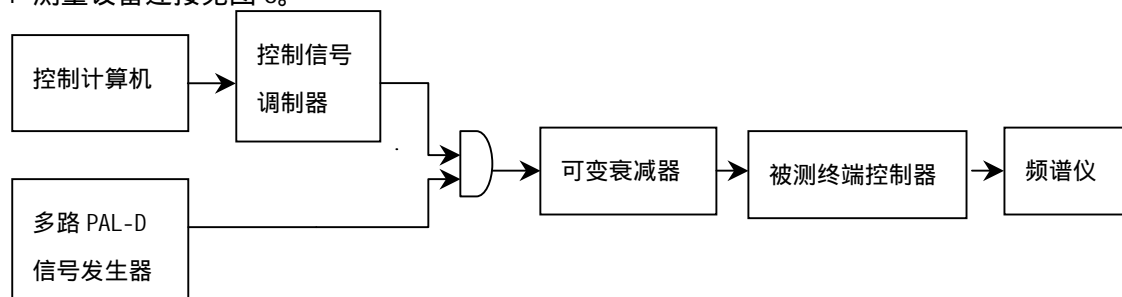 测量设备连接见图
控制计算机
控制信号
调制器
多路 PAL-D
信号发生器
可变衰减器
被测终端控制器
频谱仪